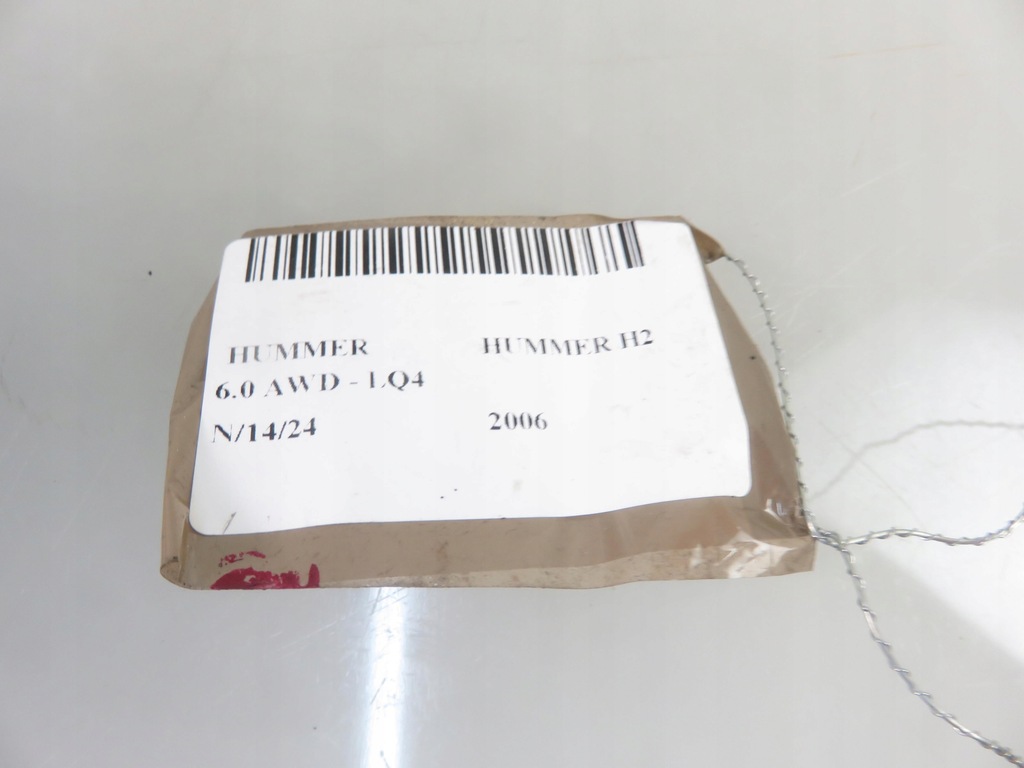 HUMMER HUMMER H2
6.0 AWD - LQ4
N/14/24 2006